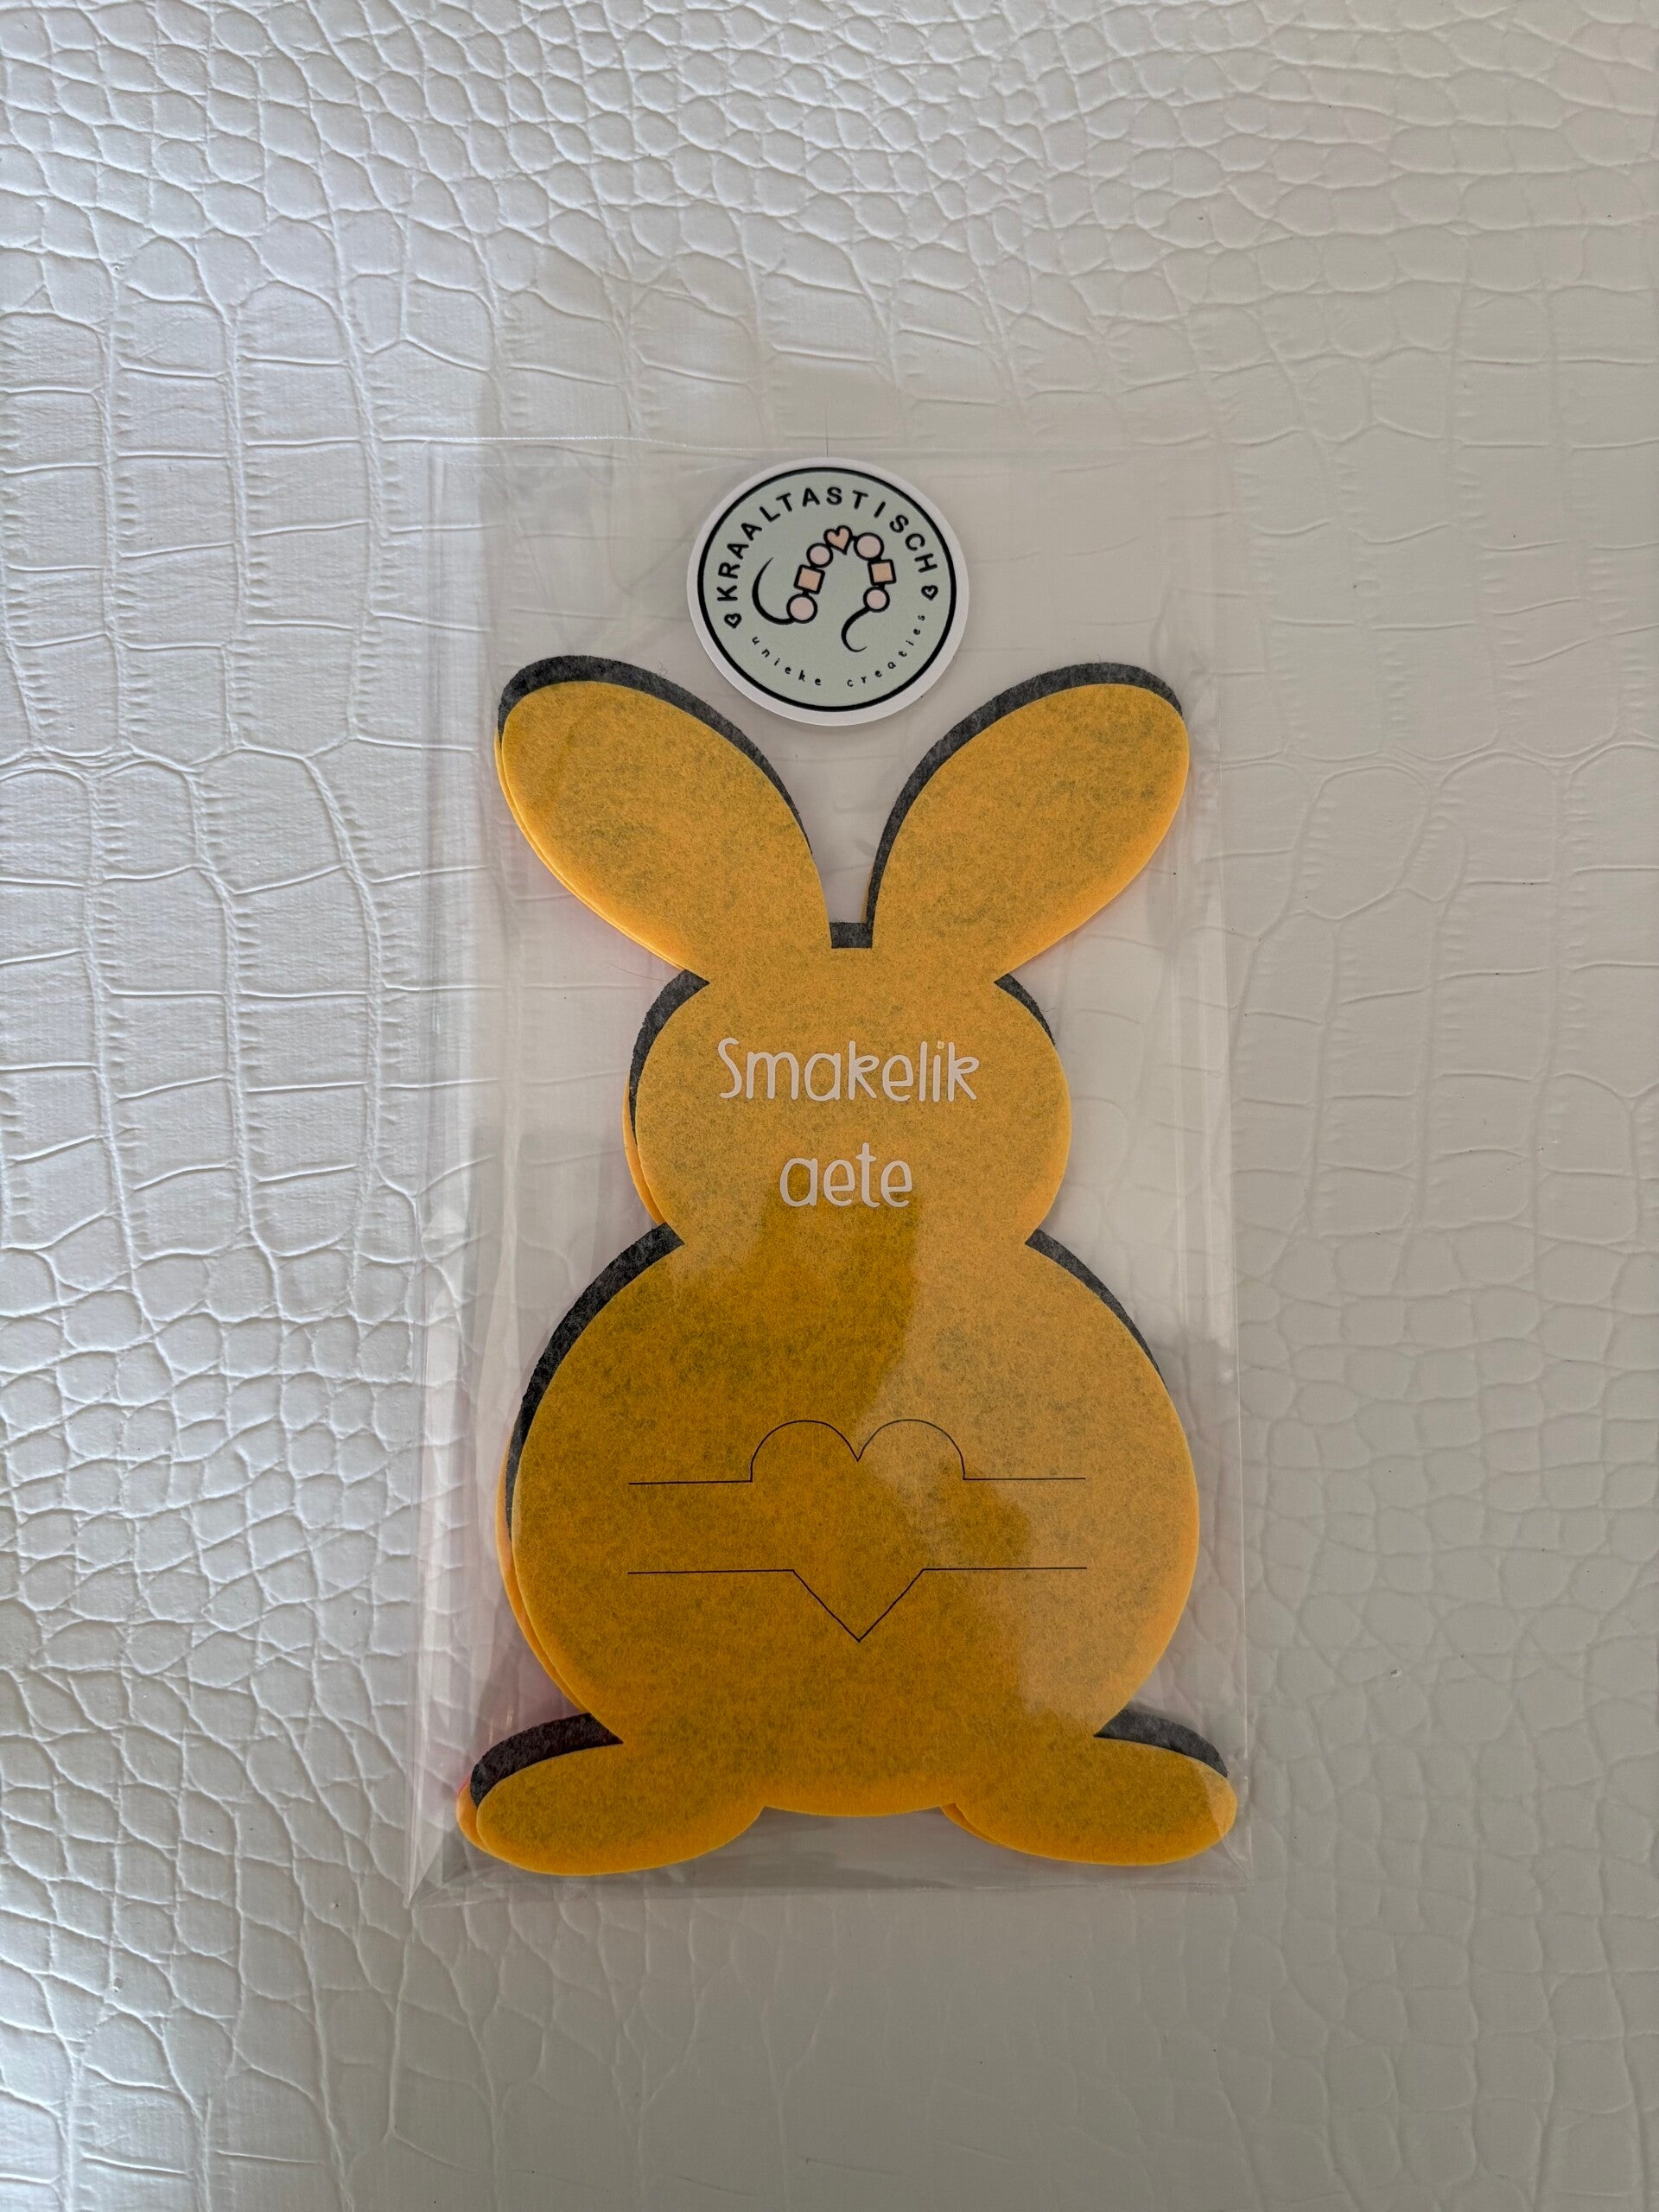 KRAALTASTISCH
unieke creaties
Smakelik
aete